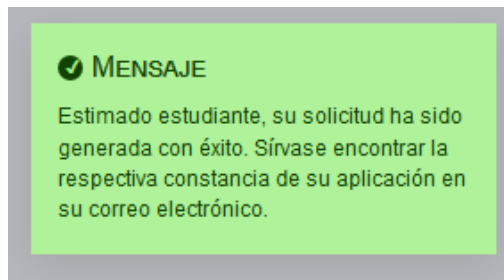 MENSAJE
Estimado estudiante, su solicitud ha sido
generada con éxito. Sírvase encontrar la
respectiva constancia de su aplicación en
su correo electrónico.